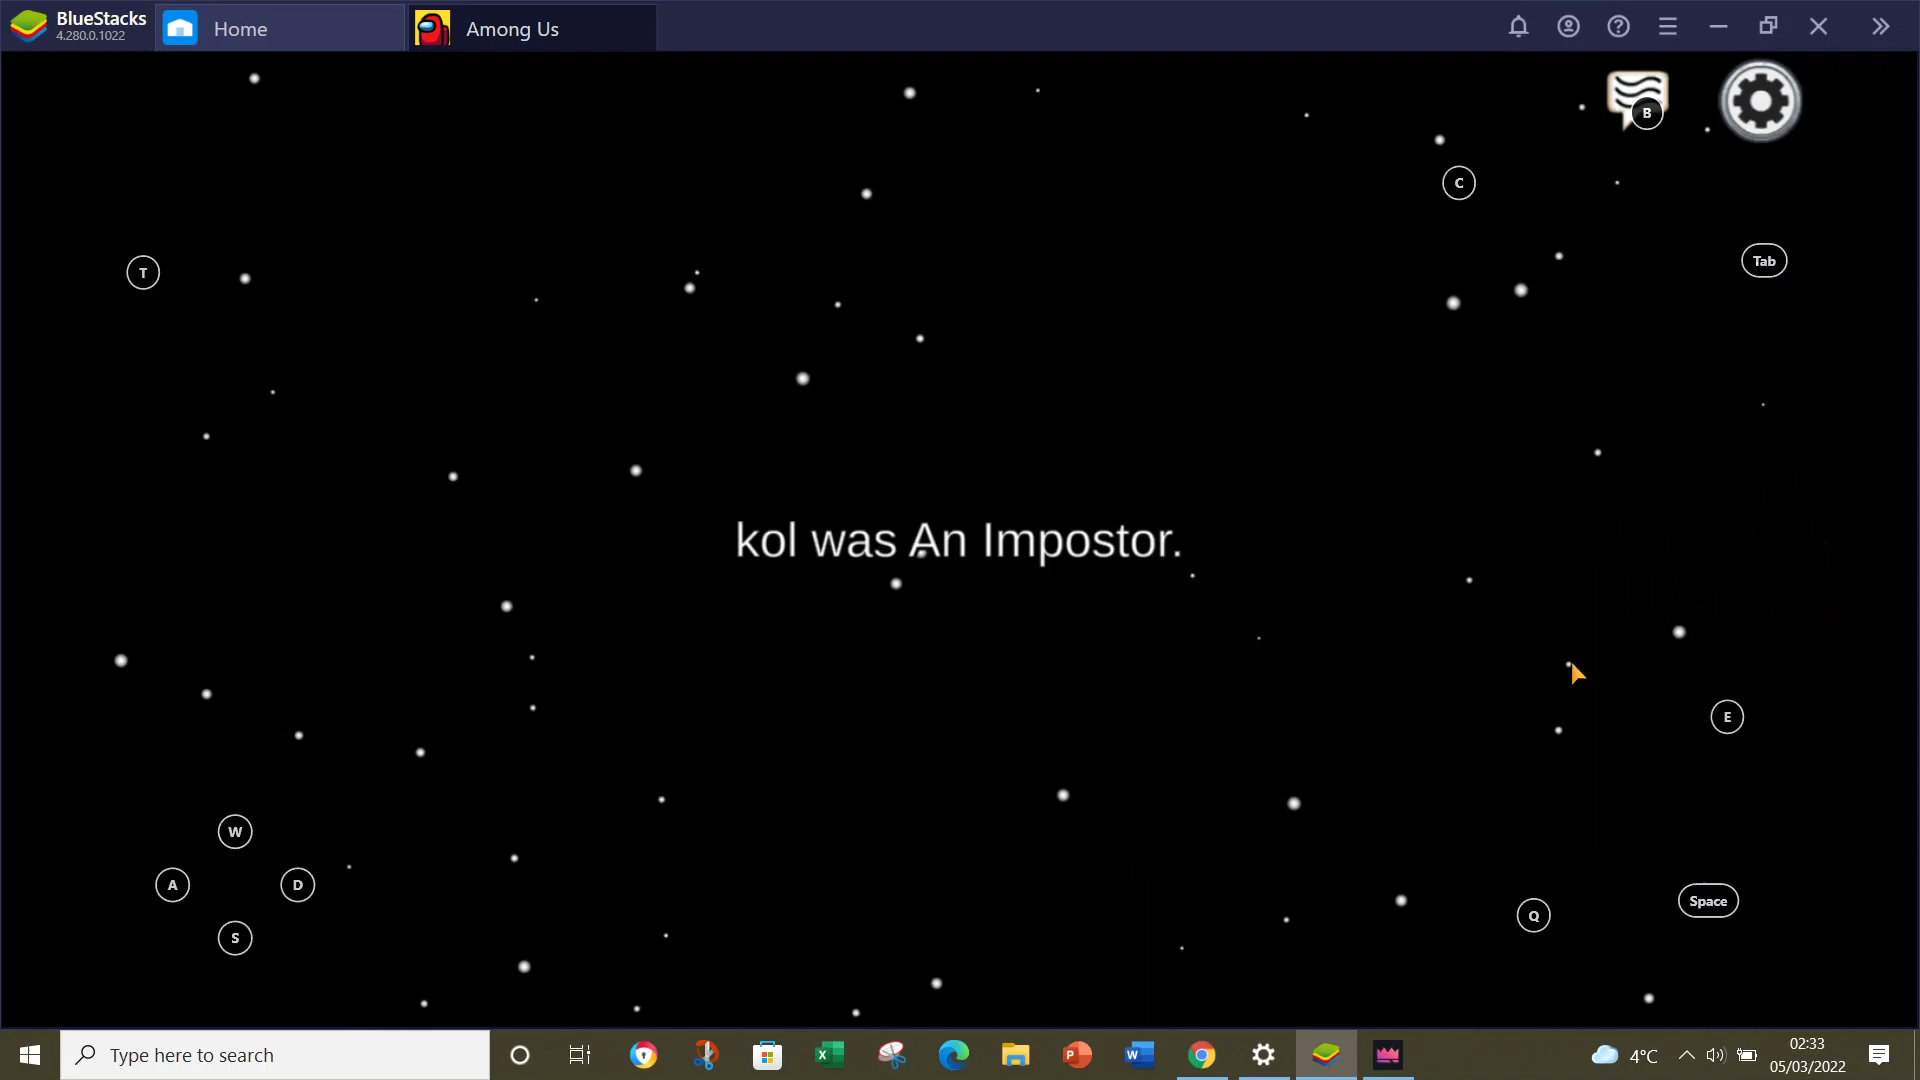 BlueStacks
4.280.0.1022
Home
Among Us
B
C
T
Tab
kol was An Impostor.
E
W
A
D
S
Q
Space
Type here to search
4°C
02:33
05/03/2022